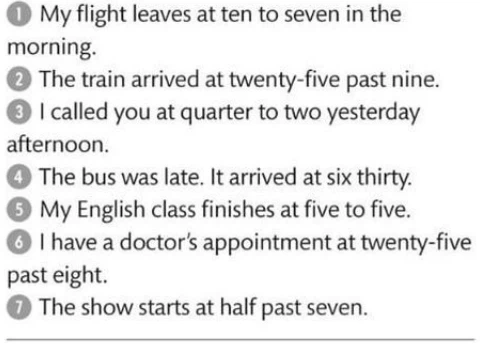 1 My flight leaves at ten to seven in the
morning.
2 The train arrived at twenty-five past nine.
3 I called you at quarter to two yesterday
afternoon.
4 The bus was late. It arrived at six thirty.
5 My English class finishes at five to five.
6 I have a doctor's appointment at twenty-five
past eight.
7 The show starts at half past seven.